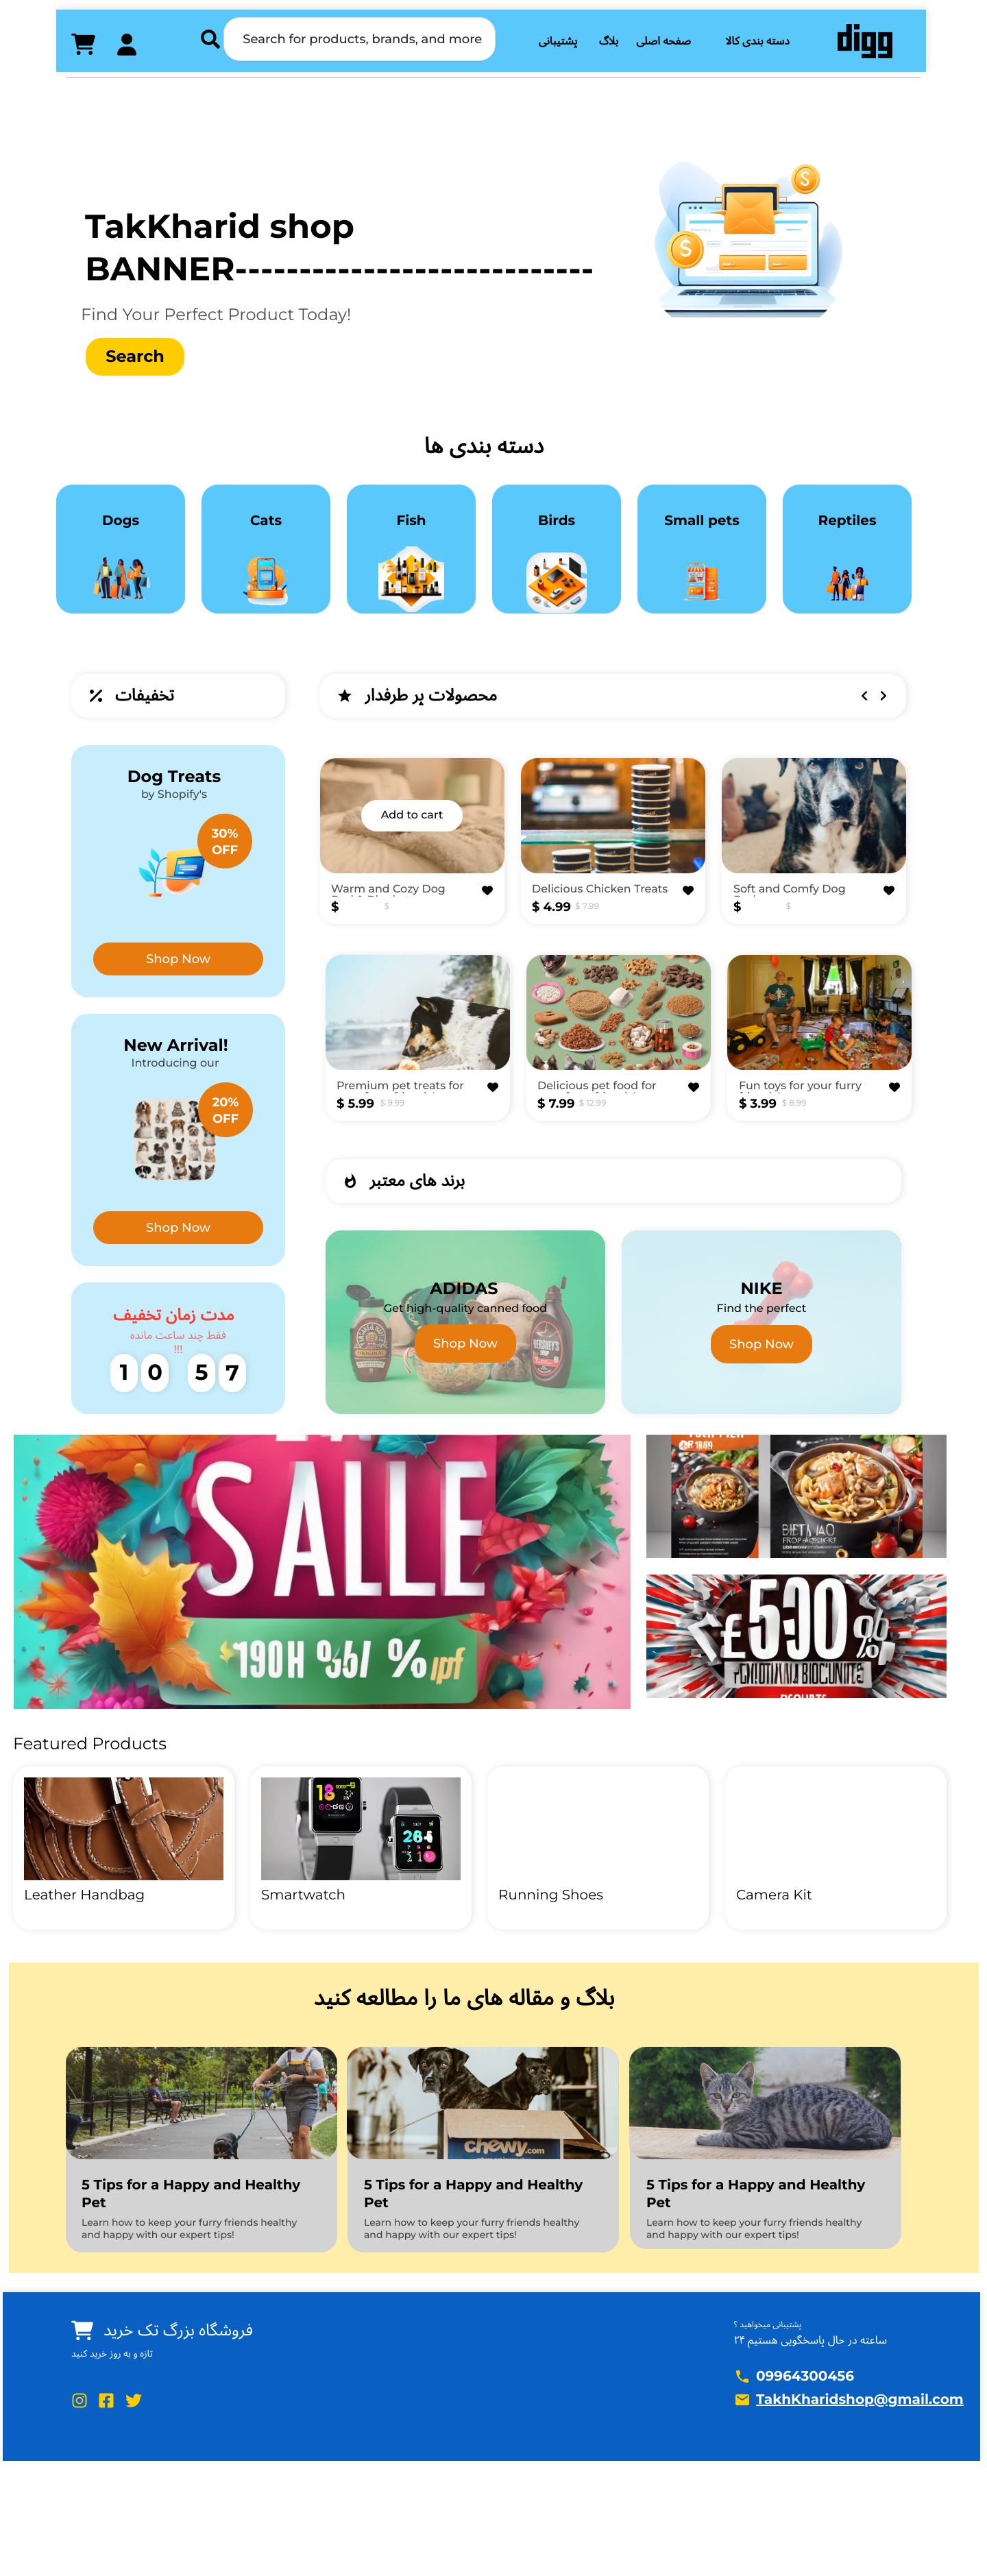 Search for products, brands, and more
پشتیبانی
بلاگ
صفحه اصلی
دسته بندی کالا
digg
TakKharid shop
BANNER----------------------------
Find Your Perfect Product Today!
Search
دسته بندی ها
Dogs
Cats
Fish
Birds
Small pets
Reptiles
تخفیفات
محصولات پر طرفدار
Dog Treats
by Shopify's
30%
OFF
Shop Now
Add to cart
Warm and Cozy Dog
$
$
Delicious Chicken Treats
$ 4.99
$ 7.99
Soft and Comfy Dog
$
$
Premium pet treats for
$ 5.99
$ 9.99
Delicious pet food for
$ 7.99
$ 12.99
Fun toys for your furry
$ 3.99
$ 8.99
New Arrival!
Introducing our
20%
OFF
Shop Now
برند های معتبر
مدت زمان تخفیف
فقط چند ساعت مانده
!!!
1 0 5 7
ADIDAS
Get high-quality canned food
Shop Now
HERSHEY'S
NIKE
Find the perfect
Shop Now
SALLE
Featured Products
Leather Handbag
Smartwatch
Running Shoes
Camera Kit
بلاگ و مقاله های ما را مطالعه کنید
chewy.com
5 Tips for a Happy and Healthy
Pet
Learn how to keep your furry friends healthy
and happy with our expert tips!
5 Tips for a Happy and Healthy
Pet
Learn how to keep your furry friends healthy
and happy with our expert tips!
5 Tips for a Happy and Healthy
Pet
Learn how to keep your furry friends healthy
and happy with our expert tips!
فروشگاه بزرگ تک خرید
تازه و به روز خرید کنید
پشتیبانی میخواهید ؟
۲۴ ساعته در حال پاسخگویی هستیم
09964300456
TakhKharidshop@gmail.com